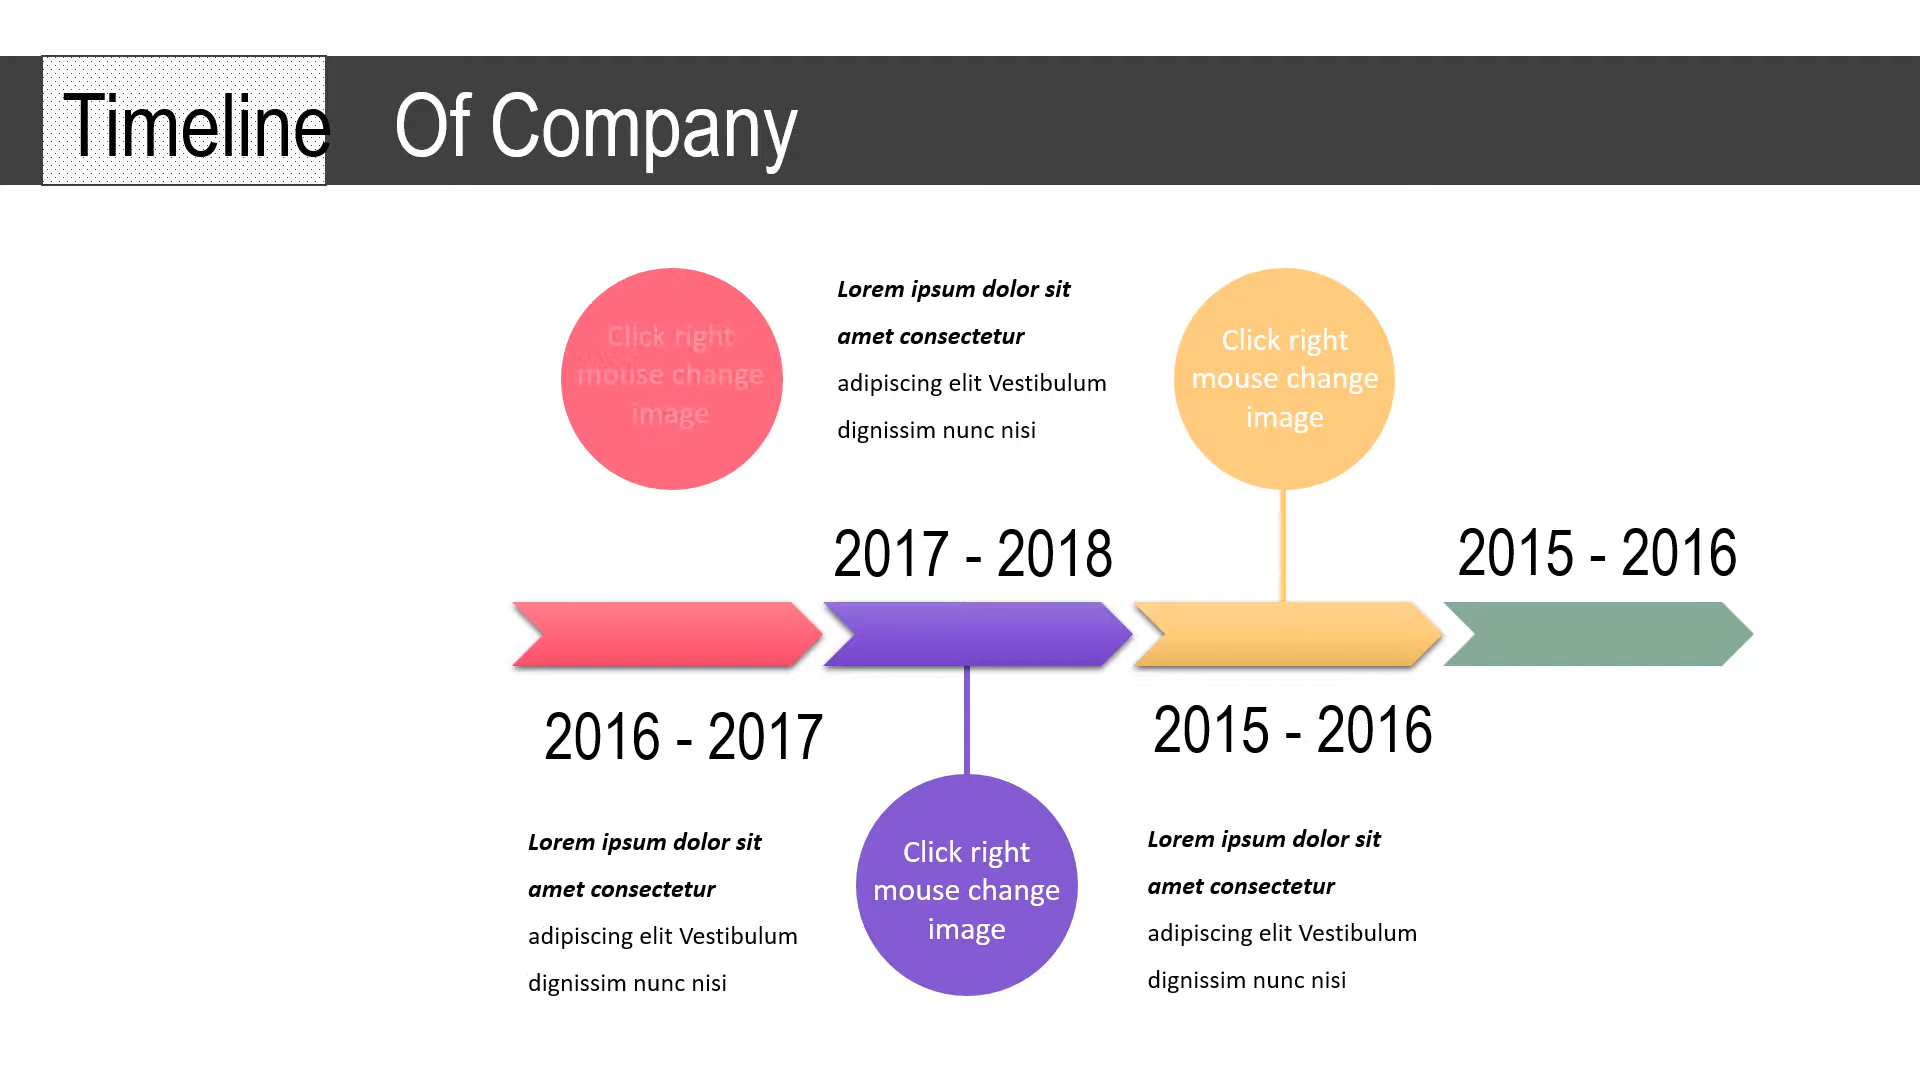 Timeline Of Company
Click right
mouse change
image
Lorem ipsum dolor sit
amet consectetur
adipiscing elit Vestibulum
dignissim nunc nisi
Click right
mouse change
image
2017 - 2018
2015 - 2016
2016 - 2017
2015 - 2016
Lorem ipsum dolor sit
amet consectetur
adipiscing elit Vestibulum
dignissim nunc nisi
Click right
mouse change
image
Lorem ipsum dolor sit
amet consectetur
adipiscing elit Vestibulum
dignissim nunc nisi